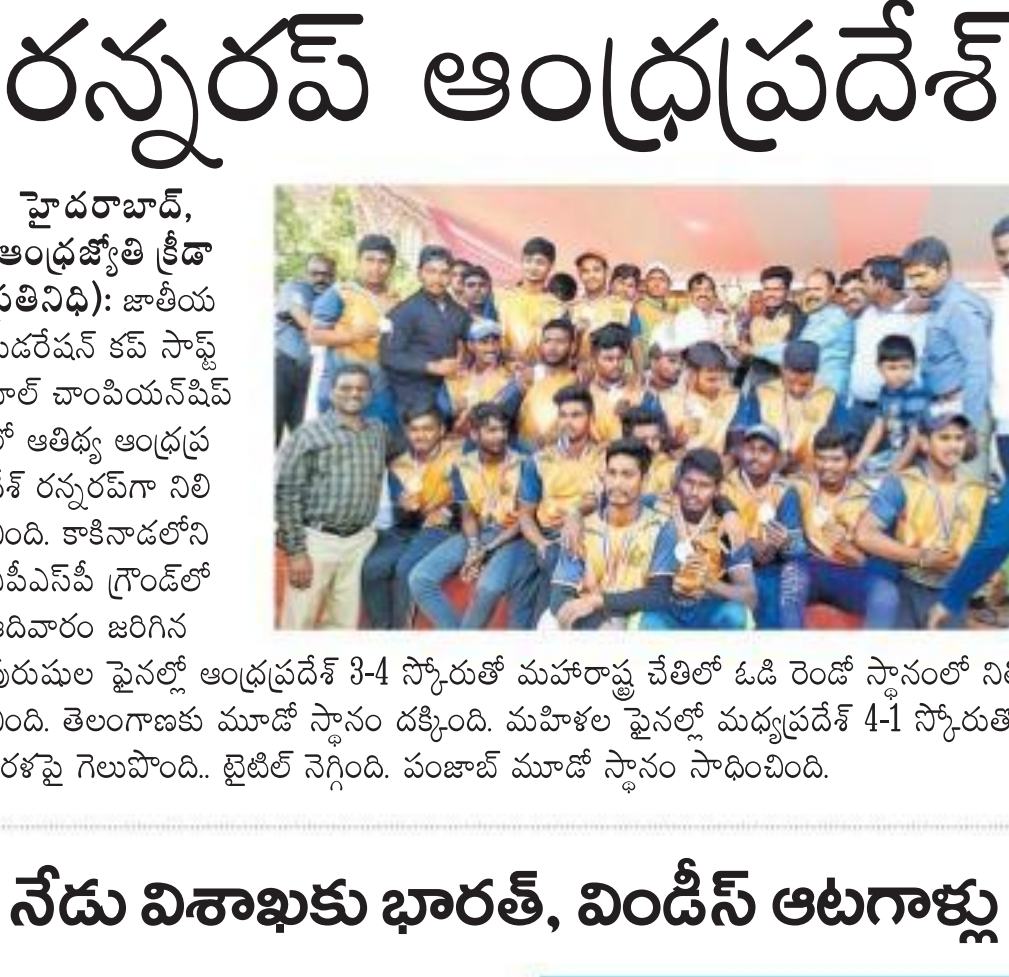 రన్నరప్ ఆంధ్రప్రదేశ్
హైదరాబాద్,
ఆంధ్రజ్యోతి క్రీడా
ప్రతినిధి): జాతీయ
డరేషన్ కప్ సాఫ్ట్
ల్ చాంపియన్‌షిప్
లో ఆతిథ్య ఆంధ్రప్ర
శ్ రన్నరప్‌గా నిలి
చింది. కాకినాడలోని
పీఎస్‌పీ గ్రౌండ్‌లో
ఆదివారం జరిగిన
పురుషుల ఫైనల్లో ఆంధ్రప్రదేశ్ 3-4 స్కోరుతో మహారాష్ట్ర చేతిలో ఓడి రెండో స్థానంలో ని
చింది. తెలంగాణకు మూడో స్థానం దక్కింది. మహిళల ఫైనల్లో మధ్యప్రదేశ్ 4-1 స్కోరుతో
రళపై గెలుపొంది.. టైటిల్ నెగ్గింది. పంజాబ్ మూడో స్థానం సాధించింది.
నేడు విశాఖకు భారత్, విండీస్ ఆటగాళ్లు